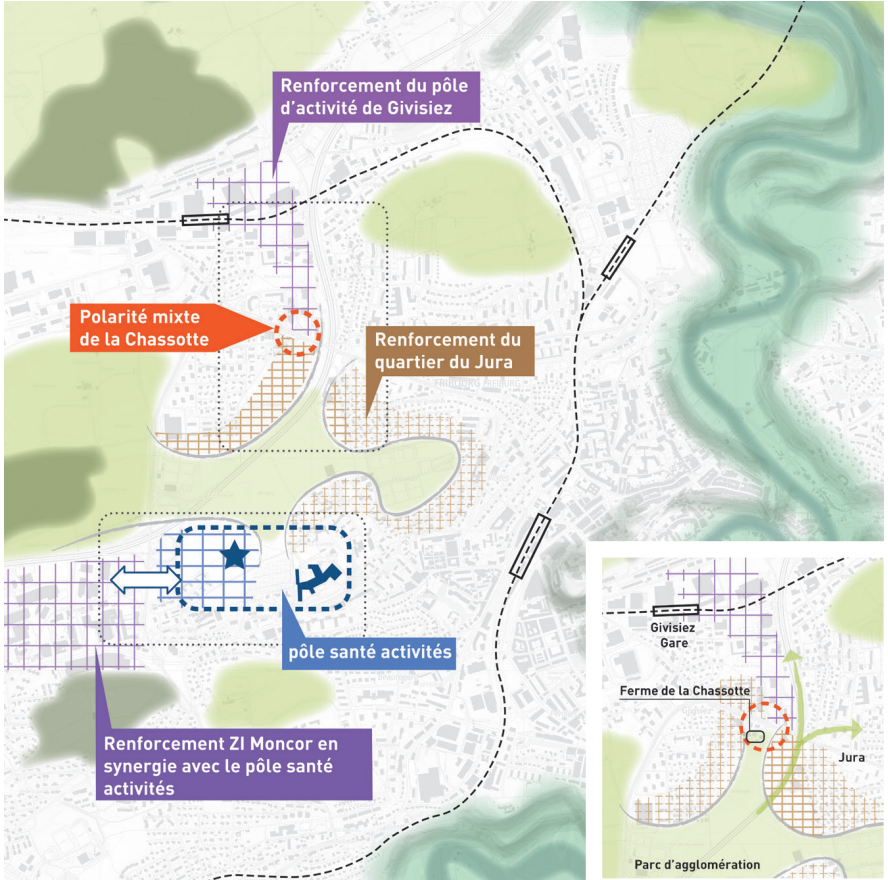 Renforcement du pôle
d'activité de Givisiez
Polarité mixte
de la Chassotte
Renforcement du
quartier du Jura
FRIBOURG FREIBURG
pôle santé activités
Renforcement ZI Moncor en
synergie avec le pôle santé
activités
Givisiez
Gare
Ferme de la Chassotte
Jura
Parc d'agglomération